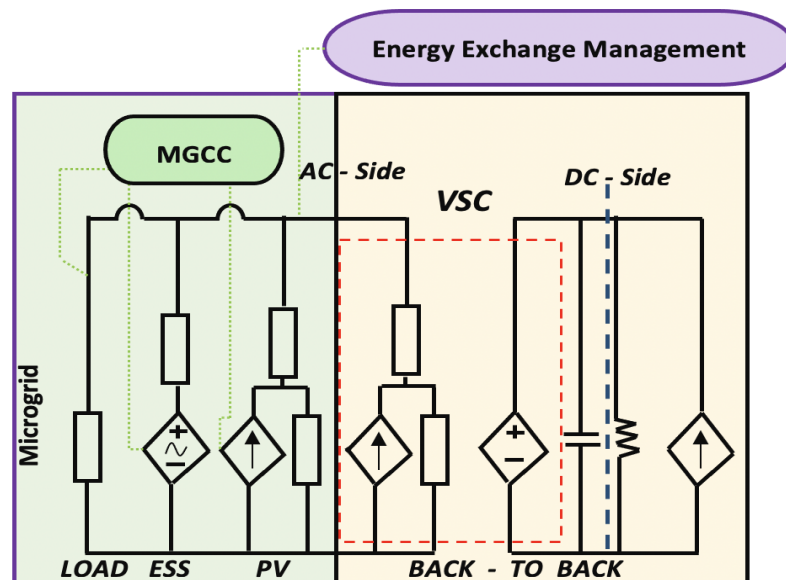 Energy Exchange Management
MGCC
AC - Side
DC - Side
VSC
Microgrid
LOAD ESS PV BACK - TO BACK